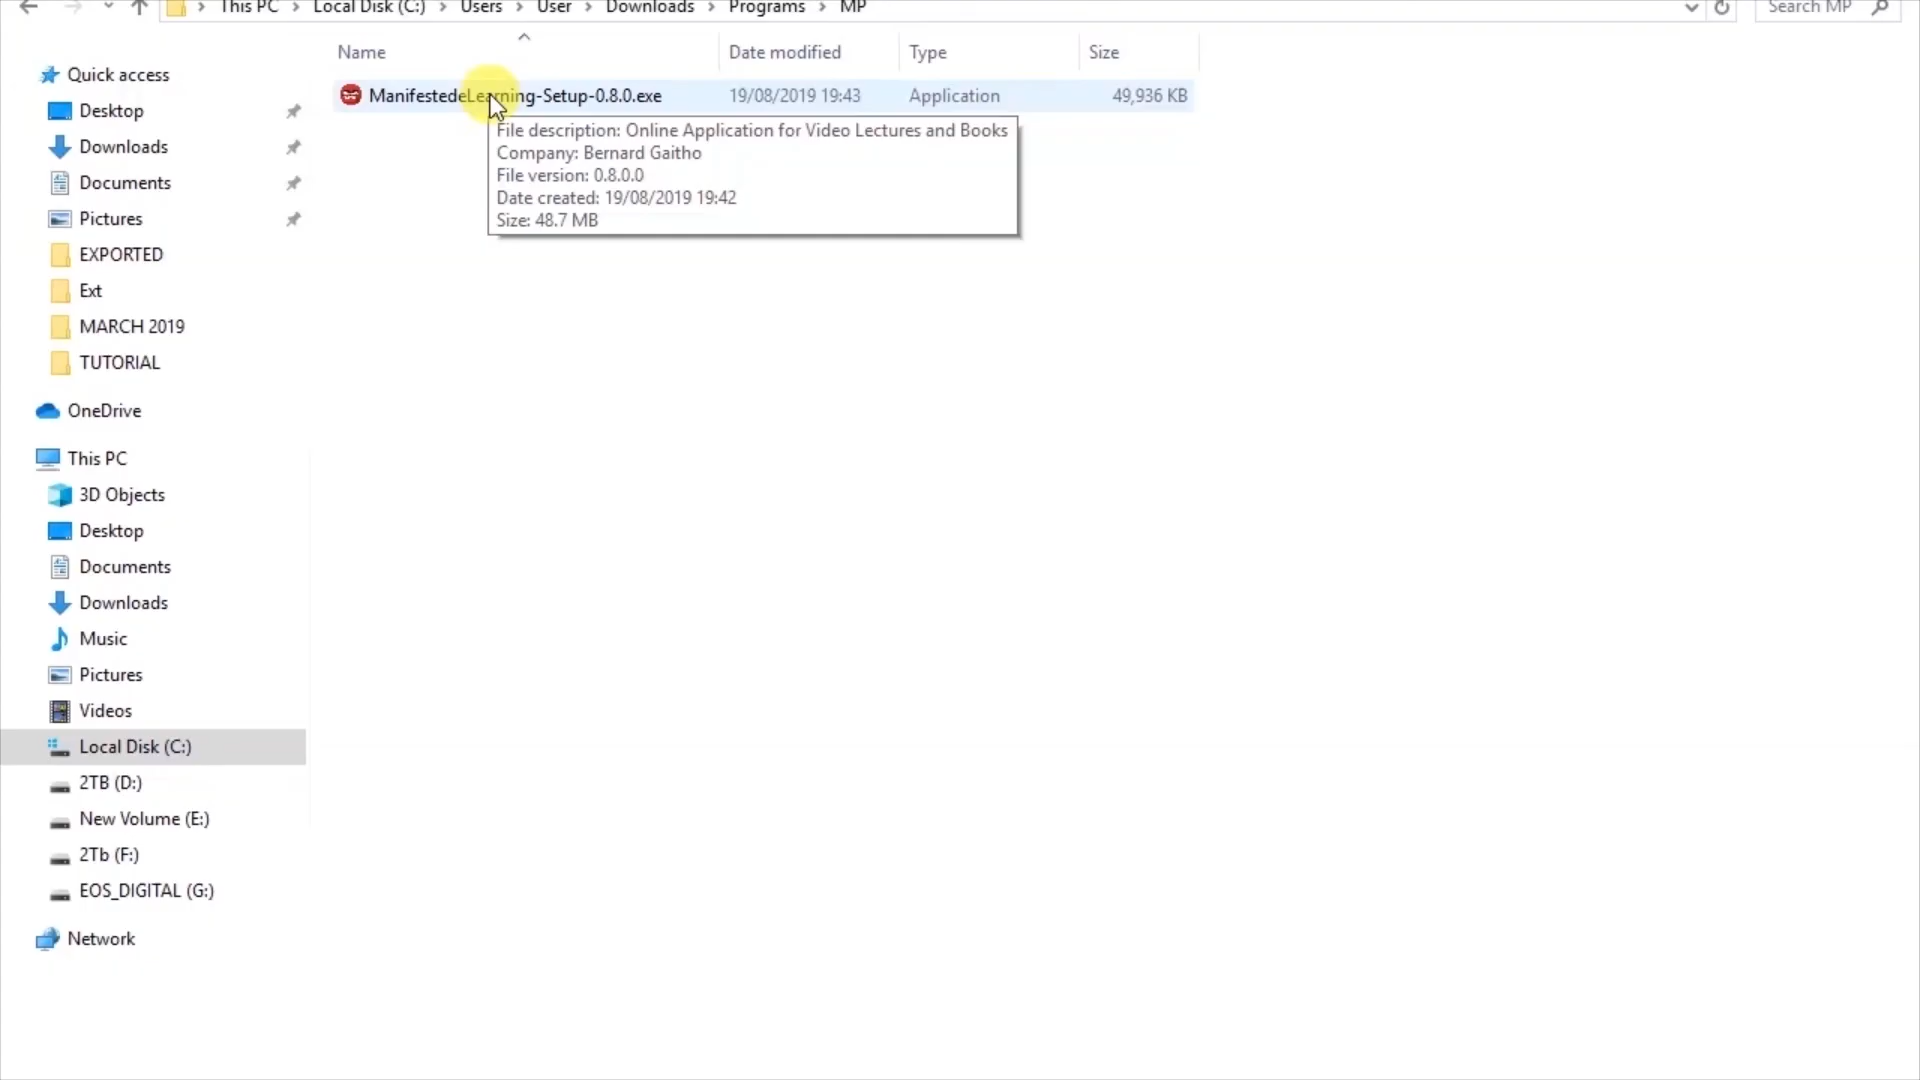 This PC > Local Disk (C:) > Users > User > Downloads > Programs > MP
Search MP
Name
Date modified
Type
Size
ManifestedeLearning-Setup-0.8.0.exe
19/08/2019 19:43
Application
49,936 KB
File description: Online Application for Video Lectures and Books
Company: Bernard Gaitho
File version: 0.8.0.0
Date created: 19/08/2019 19:42
Size: 48.7 MB
Quick access
Desktop
Downloads
Documents
Pictures
EXPORTED
Ext
MARCH 2019
TUTORIAL
OneDrive
This PC
3D Objects
Desktop
Documents
Downloads
Music
Pictures
Videos
Local Disk (C:)
2TB (D:)
New Volume (E:)
2Tb (F:)
EOS_DIGITAL (G:)
Network